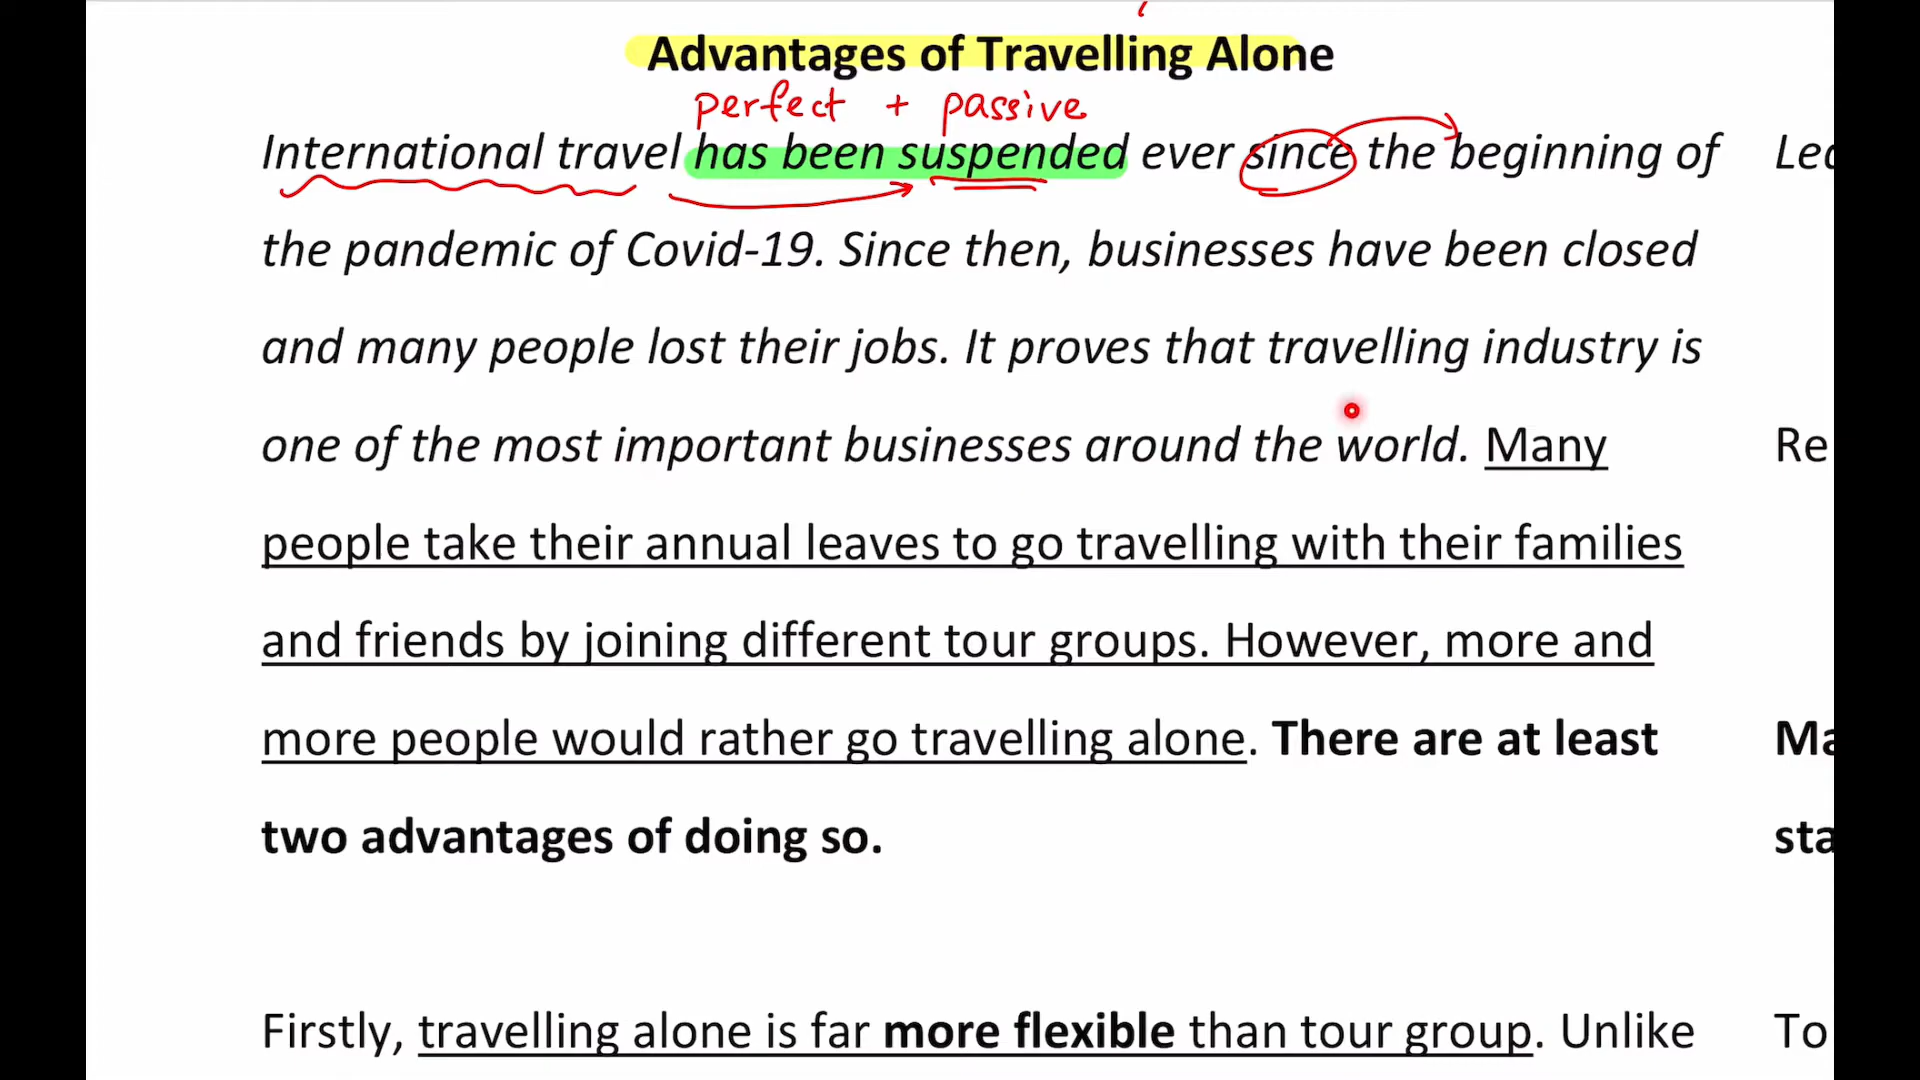 Advantages of Travelling Alone
perfect + passive
International travel has been suspended ever since the beginning of
the pandemic of Covid-19. Since then, businesses have been closed
and many people lost their jobs. It proves that travelling industry is
one of the most important businesses around the world. Many
Re
people take their annual leaves to go travelling with their families
and friends by joining different tour groups. However, more and
more people would rather go travelling alone. There are at least
two advantages of doing so.
sta
Firstly, travelling alone is far more flexible than tour group. Unlike
To